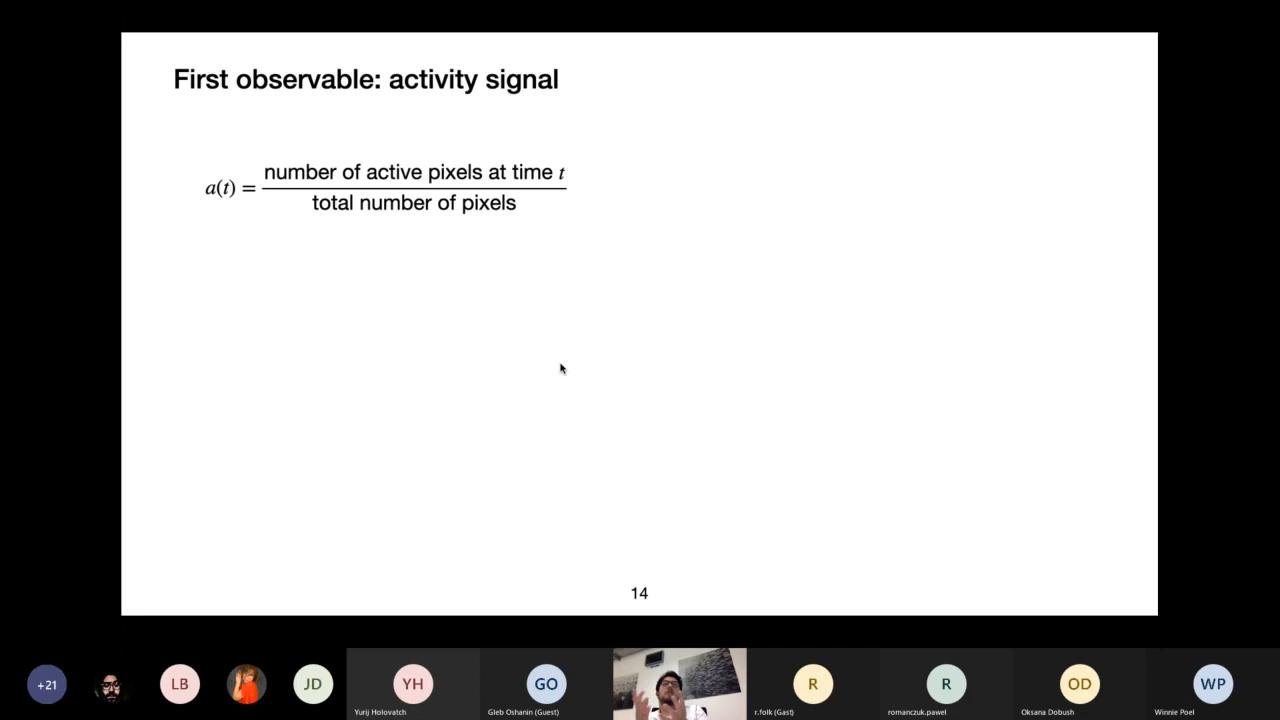 First observable: activity signal
a(t) = number of active pixels at time t
total number of pixels
14
+21
LB
JD
YH
GO
R
R
OD
WP
Yurij Holovatch
Gleb Oshanin (Guest)
r.folk (Gast)
romanczuk.pawel
Oksana Dobush
Winnie Poel